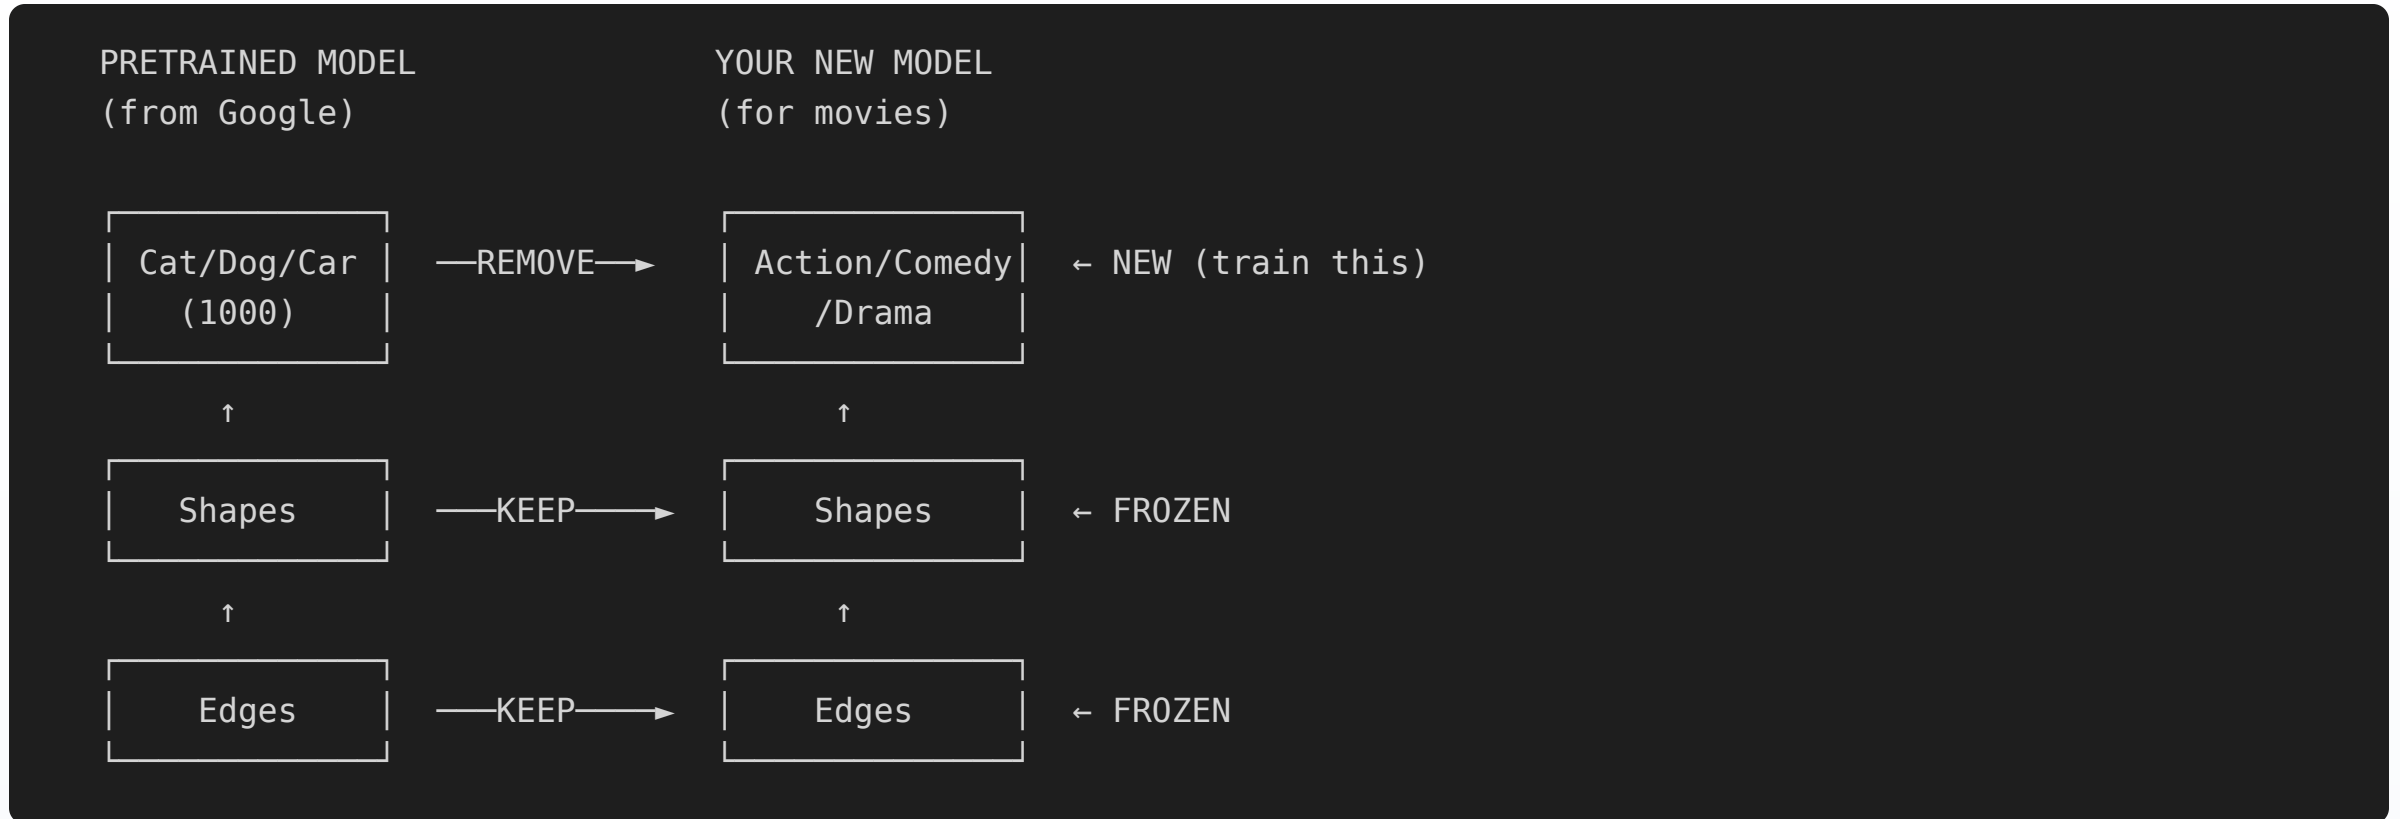 PRETRAINED MODEL YOUR NEW MODEL
(from Google) (for movies)
Cat/Dog/Car ──REMOVE──► Action/Comedy ← NEW (train this)
(1000) /Drama
↑ ↑
Shapes ───KEEP────► Shapes ← FROZEN
↑ ↑
Edges ───KEEP────► Edges ← FROZEN